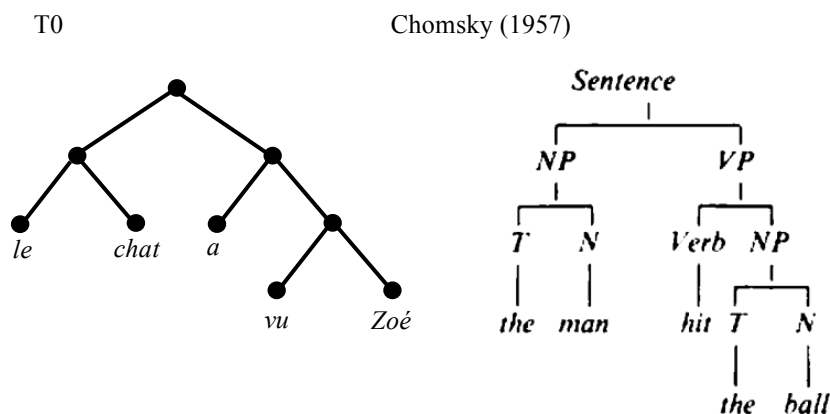 T0 Chomsky (1957)
Sentence
NP VP
le chat a T N Verb NP
vu Zoé the man hit T N
the ball